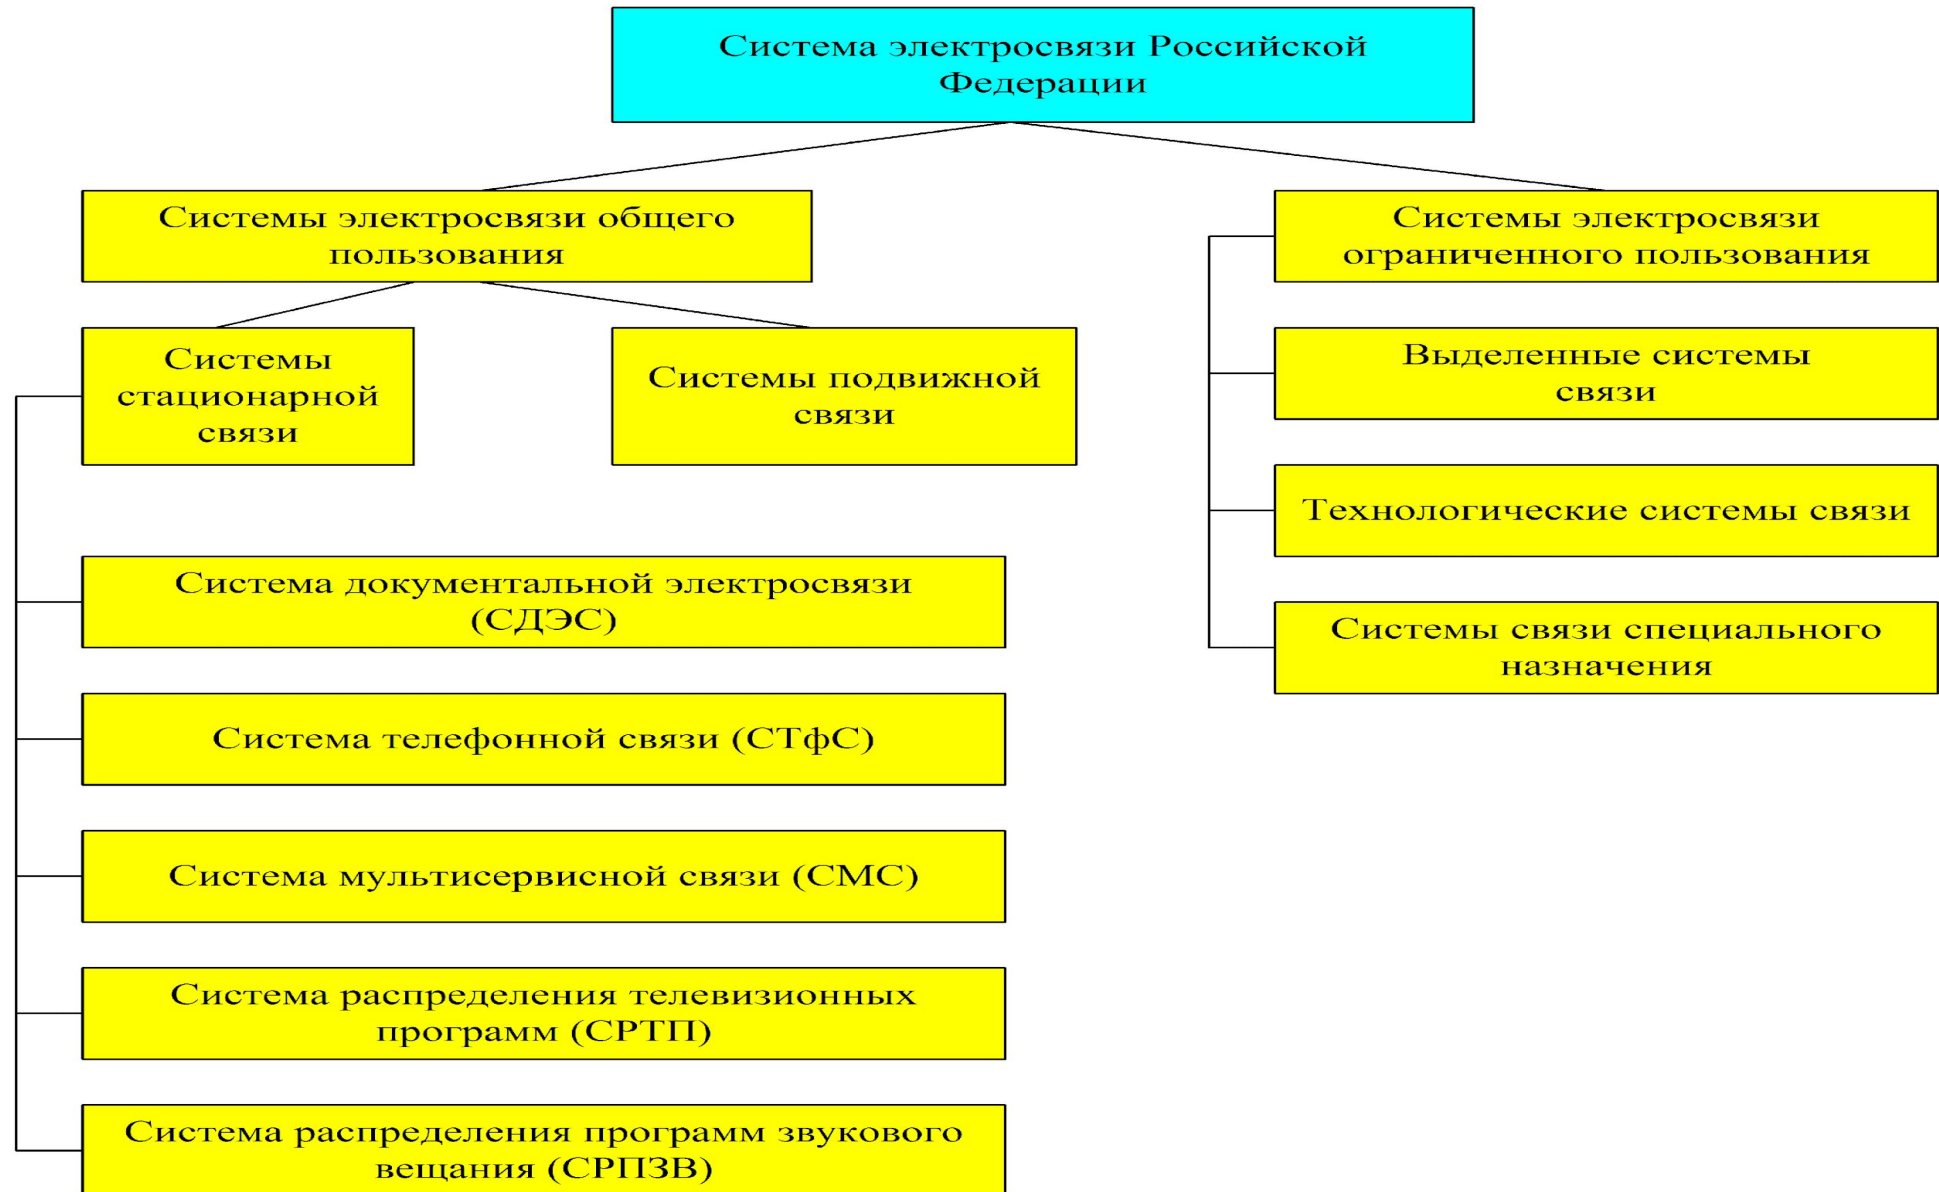 Система электросвязи Российской
Федерации
Системы электросвязи общего
пользования
Системы электросвязи
ограниченного пользования
Системы
стационарной
связи
Системы подвижной
связи
Выделенные системы
связи
Технологические системы связи
Система документальной электросвязи
(СДЭС)
Системы связи специального
назначения
Система телефонной связи (СТфС)
Система мультисервисной связи (СМС)
Система распределения телевизионных
программ (СРТП)
Система распределения программ звукового
вещания (СРПЗВ)